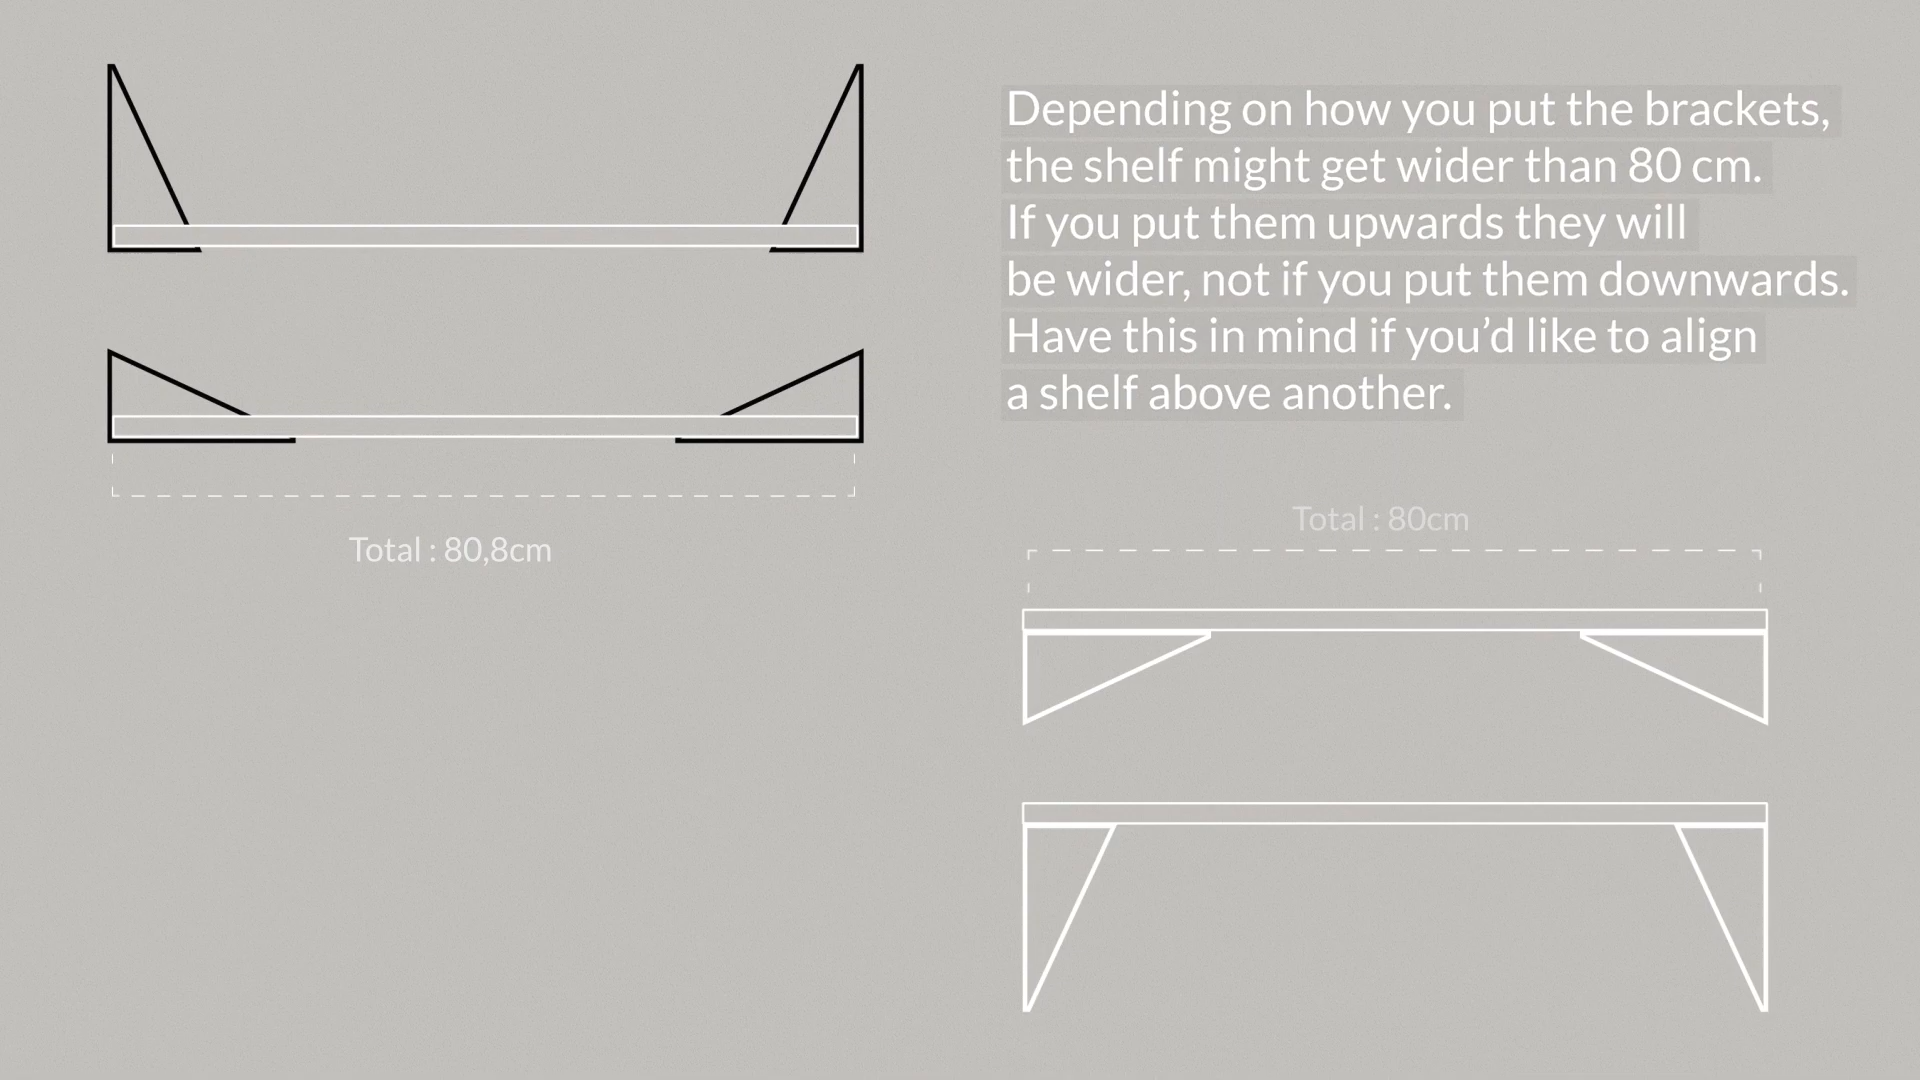 Depending on how you put the brackets,
the shelf might get wider than 80 cm.
If you put them upwards they will
be wider, not if you put them downwards.
Have this in mind if you’d like to align
a shelf above another.
Total : 80,8cm
Total : 80cm